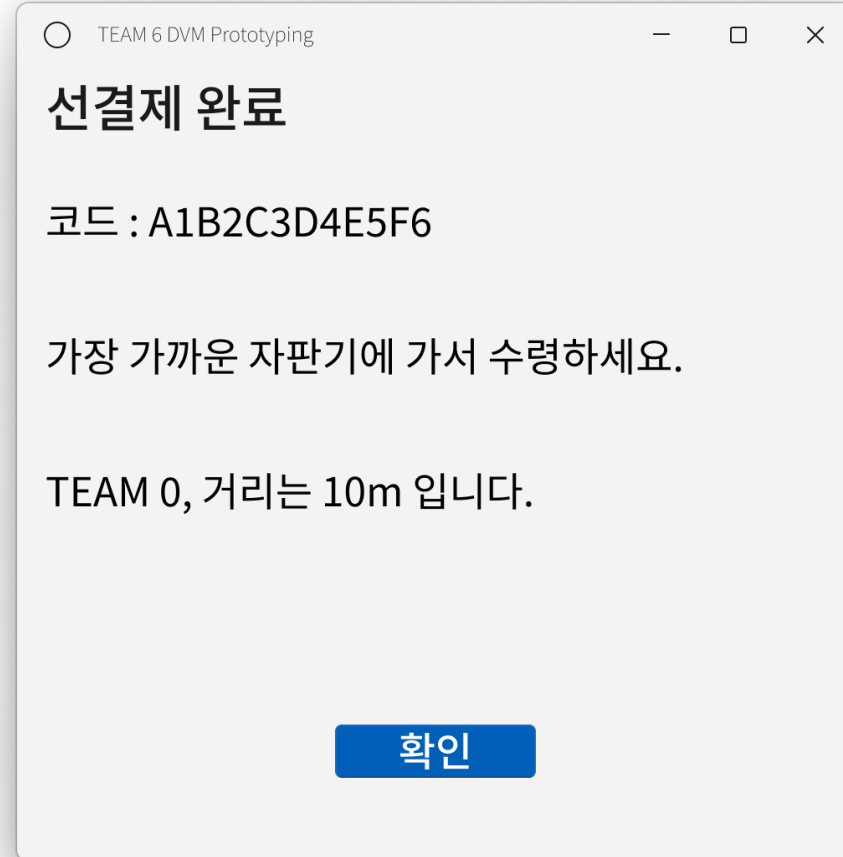 TEAM 6 DVM Prototyping
선결제 완료
코드 : A1B2C3D4E5F6
가장 가까운 자판기에 가서 수령하세요.
TEAM 0, 거리는 10m 입니다.
확인